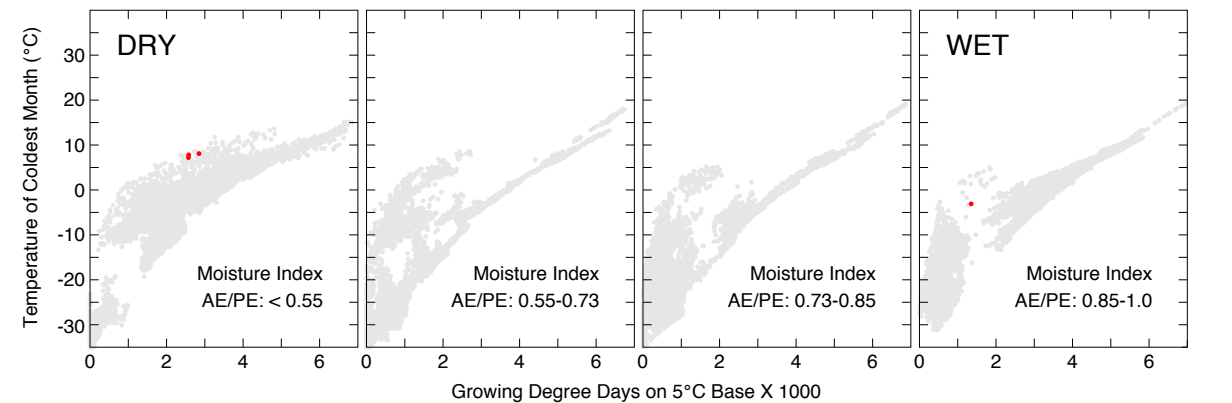 Temperature of Coldest Month (°C)
30
20
10
0
-10
-20
-30
DRY
Moisture Index
AE/PE: < 0.55
0 2 4 6
Moisture Index
AE/PE: 0.55-0.73
0 2 4 6
Moisture Index
AE/PE: 0.73-0.85
0 2 4 6
WET
Moisture Index
AE/PE: 0.85-1.0
0 2 4 6
Growing Degree Days on 5°C Base X 1000